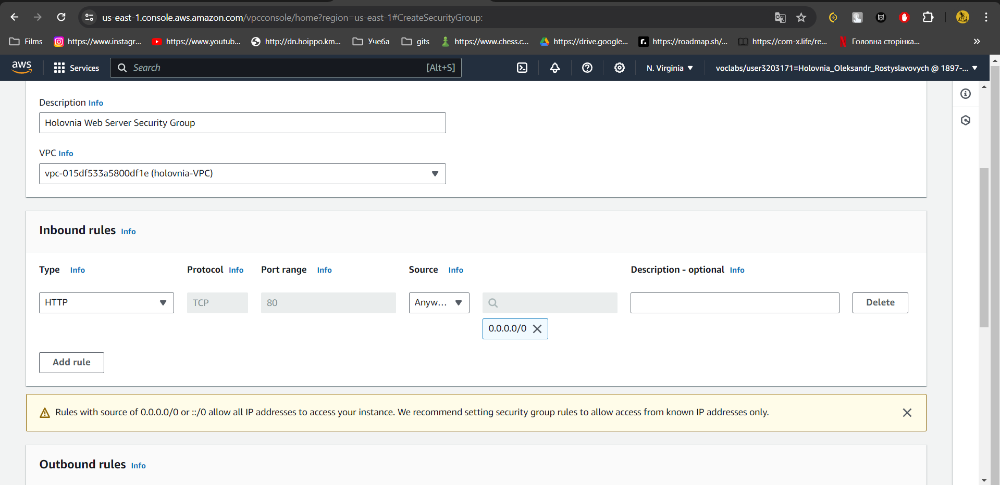 us-east-1.console.aws.amazon.com/vpcconsole/home?region=us-east-1#CreateSecurityGroup:
Films https://www.instagr... https://www.youtub... http://dn.hoippo.km... Учеба gits https://www.chess.c... https://drive.google... https://roadmap.sh/... https://com-x.life/re... Головна сторінка...
aws Services Search [Alt+S] N. Virginia voclabs/user3203171=Holovnia_Oleksandr_Rostyslavovych @ 1897-...
Description Info
Holovnia Web Server Security Group
VPC Info
vpc-015df533a5800df1e (holovnia-VPC)
Inbound rules Info
Type Info Protocol Info Port range Info Source Info Description - optional Info
HTTP TCP 80 Anyw... Delete
0.0.0.0/0
Add rule
Rules with source of 0.0.0.0/0 or ::/0 allow all IP addresses to access your instance. We recommend setting security group rules to allow access from known IP addresses only.
Outbound rules Info